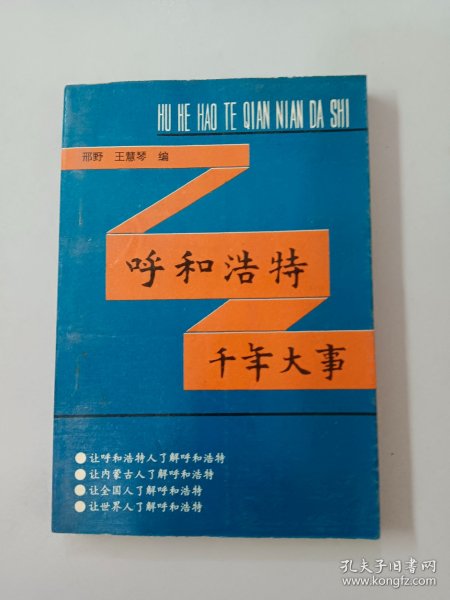 HU HE HAO TE QIAN NIAN DA SHI
邢野 王慧琴 编
呼和浩特
千年大事
●让呼和浩特人了解呼和浩特
●让内蒙古人了解呼和浩特
●让全国人了解呼和浩特
●让世界人了解呼和浩特
孔夫子旧书网
www.kongfz.com